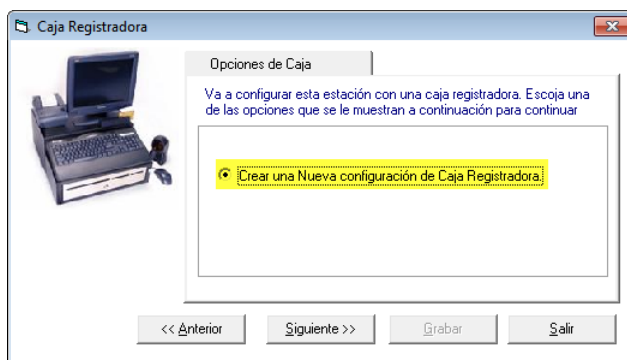 Caja Registradora
Opciones de Caja
Va a configurar esta estación con una caja registradora. Escoja una
de las opciones que se le muestran a continuación para continuar
Crear una Nueva configuración de Caja Registradora.
<< Anterior
Siguiente >>
Grabar
Salir